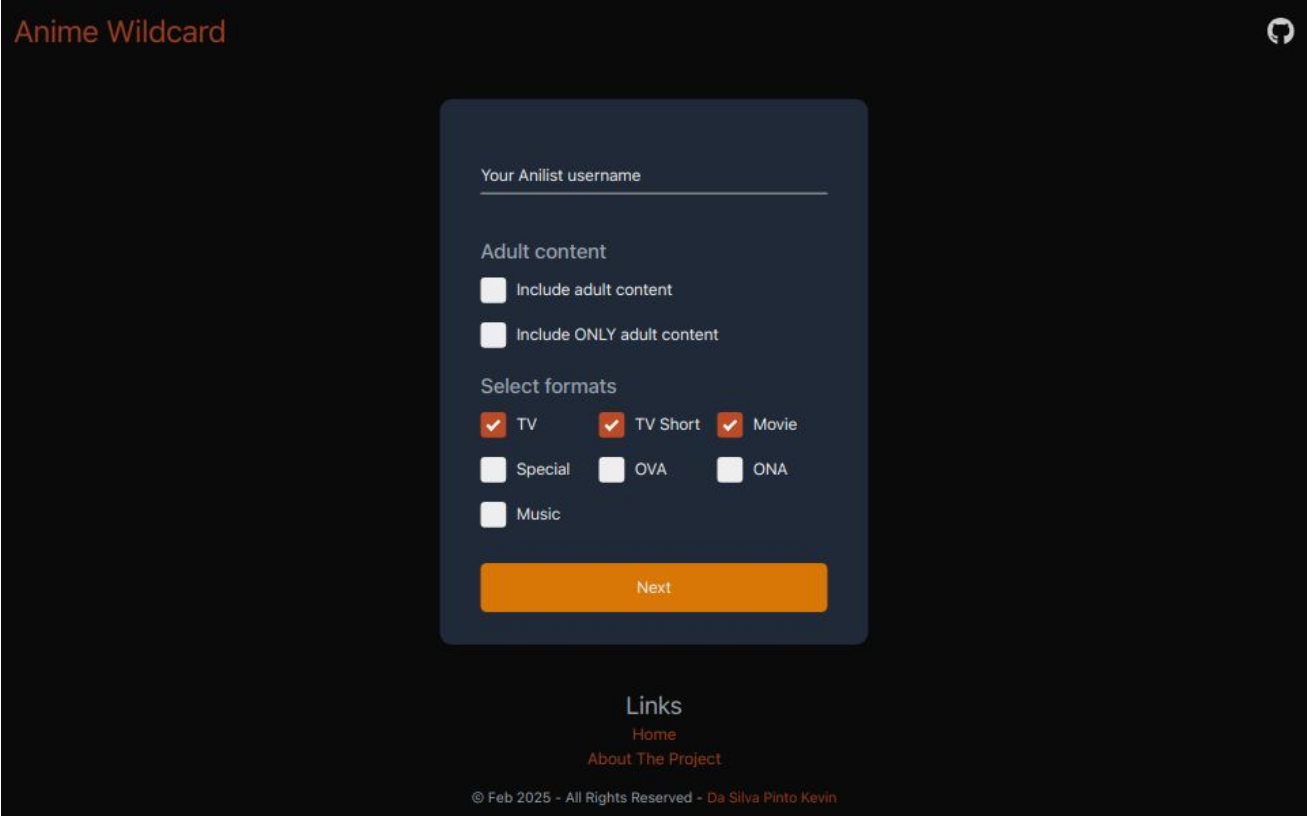 Anime Wildcard
Your Anilist username
Adult content
Include adult content
Include ONLY adult content
Select formats
TV TV Short Movie
Special OVA ONA
Music
Next
Links
Home
About The Project
© Feb 2025 - All Rights Reserved - Da Silva Pinto Kevin